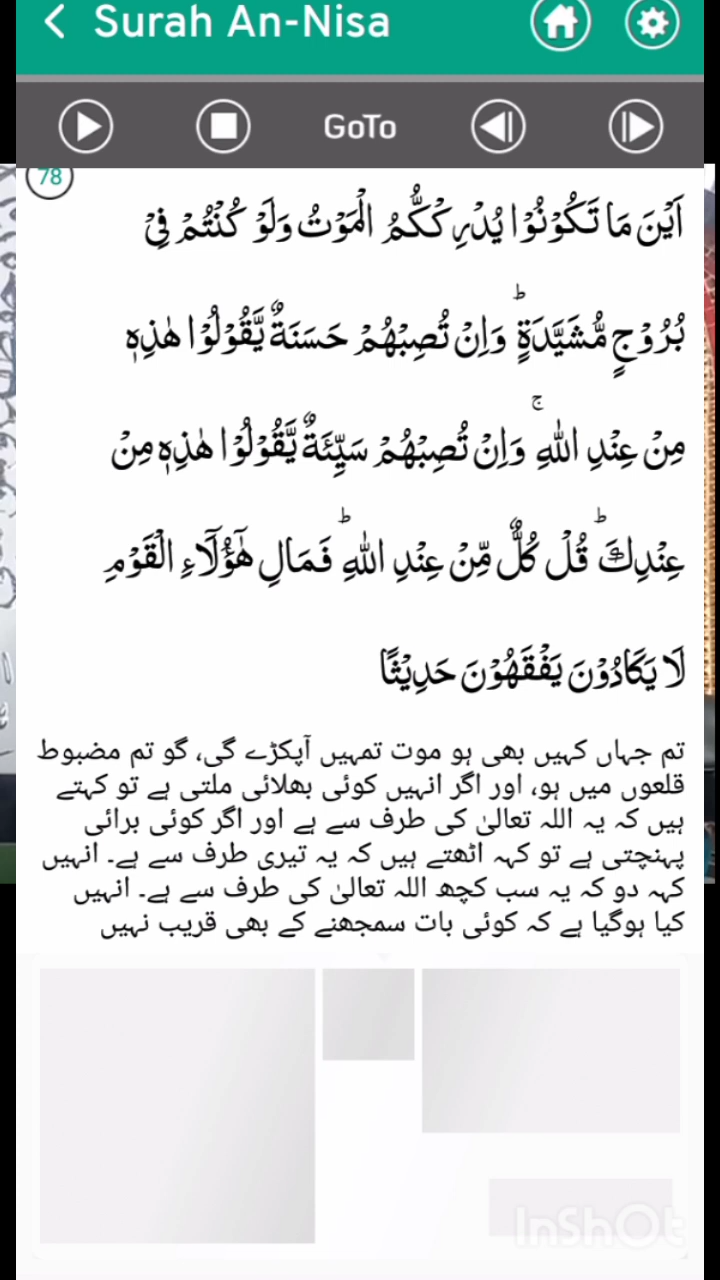 Surah An-Nisa
GoTo
78
اَيْنَ مَا تَكُوْنُوْا يُدْرِكْكُّمُ الْمَوْتُ وَلَوْ كُنْتُمْ فِىْ
بُرُوْجٍ مُّشَيَّدَةٍ ؕ وَاِنْ تُصِبْهُمْ حَسَنَةٌ يَّقُوْلُوْا هٰذِهٖ
مِنْ عِنْدِ اللّٰهِ ۚ وَاِنْ تُصِبْهُمْ سَيِّئَةٌ يَّقُوْلُوْا هٰذِهٖ مِنْ
عِنْدِكَ ؕ قُلْ كُلٌّ مِّنْ عِنْدِ اللّٰهِ ؕ فَمَالِ هٰٓؤُلَاۤءِ الْقَوْمِ
لَا يَكَادُوْنَ يَفْقَهُوْنَ حَدِيْثًا
تم جہاں کہیں بھی ہو موت تمہیں آپکڑے گی، گو تم مضبوط
قلعوں میں ہو، اور اگر انہیں کوئی بھلائی ملتی ہے تو کہتے
ہیں کہ یہ اللہ تعالیٰ کی طرف سے ہے اور اگر کوئی برائی
پہنچتی ہے تو کہہ اٹھتے ہیں کہ یہ تیری طرف سے ہے۔ انہیں
کہہ دو کہ یہ سب کچھ اللہ تعالیٰ کی طرف سے ہے۔ انہیں
کیا ہوگیا ہے کہ کوئی بات سمجھنے کے بھی قریب نہیں
InShOt